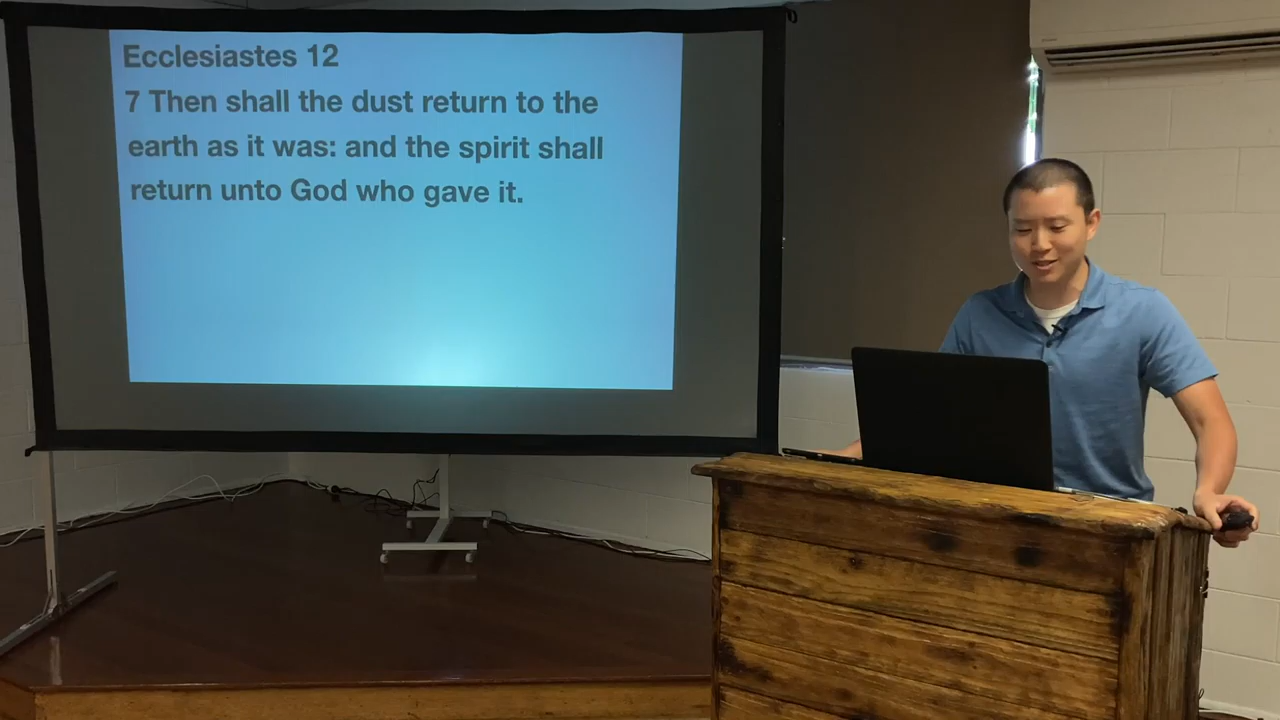 Ecclesiastes 12
7 Then shall the dust return to the
earth as it was: and the spirit shall
return unto God who gave it.